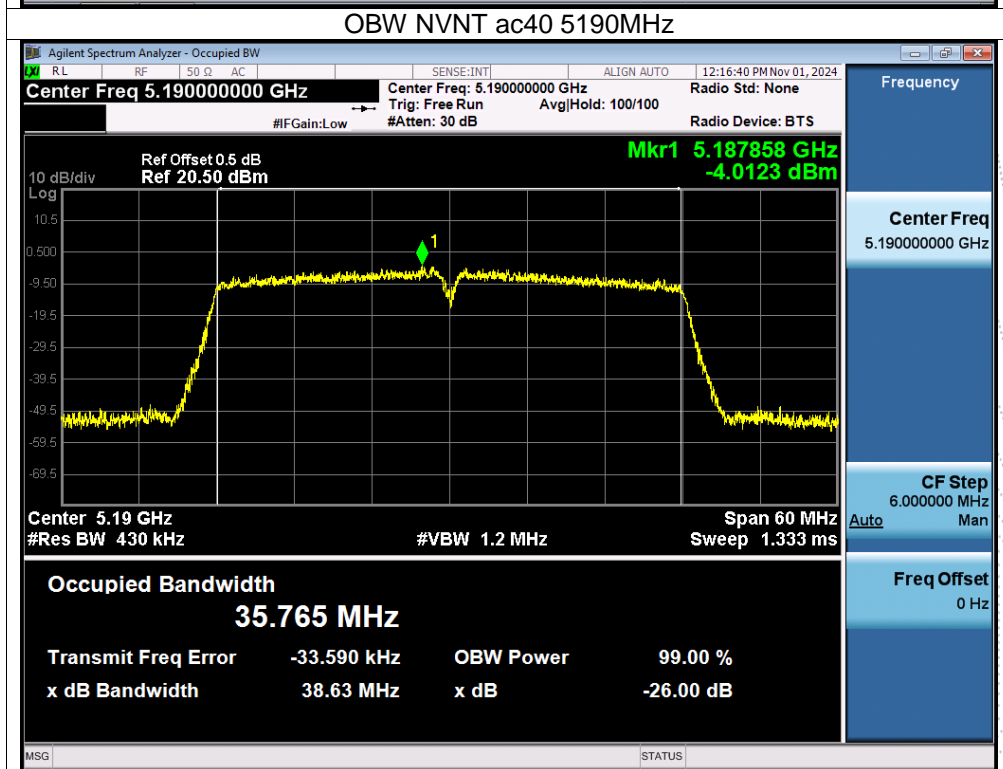 OBW NVNT ac40 5190MHz
Agilent Spectrum Analyzer - Occupied BW
LXI RL RF 50 Ω AC SENSE:INT ALIGN AUTO 12:16:40 PM Nov 01, 2024
Center Freq 5.190000000 GHz
Center Freq: 5.190000000 GHz
Radio Std: None
Trig: Free Run Avg|Hold: 100/100
#IFGain:Low #Atten: 30 dB Radio Device: BTS
Frequency
Mkr1 5.187858 GHz
-4.0123 dBm
Ref Offset 0.5 dB
10 dB/div Ref 20.50 dBm
Log
10.5
0.500
-9.50
-19.5
-29.5
-39.5
-49.5
-59.5
-69.5
1
Center 5.19 GHz Span 60 MHz
#Res BW 430 kHz #VBW 1.2 MHz Sweep 1.333 ms
Center Freq
5.190000000 GHz
CF Step
6.000000 MHz
Auto Man
Freq Offset
0 Hz
Occupied Bandwidth
35.765 MHz
Transmit Freq Error -33.590 kHz OBW Power 99.00 %
x dB Bandwidth 38.63 MHz x dB -26.00 dB
MSG STATUS